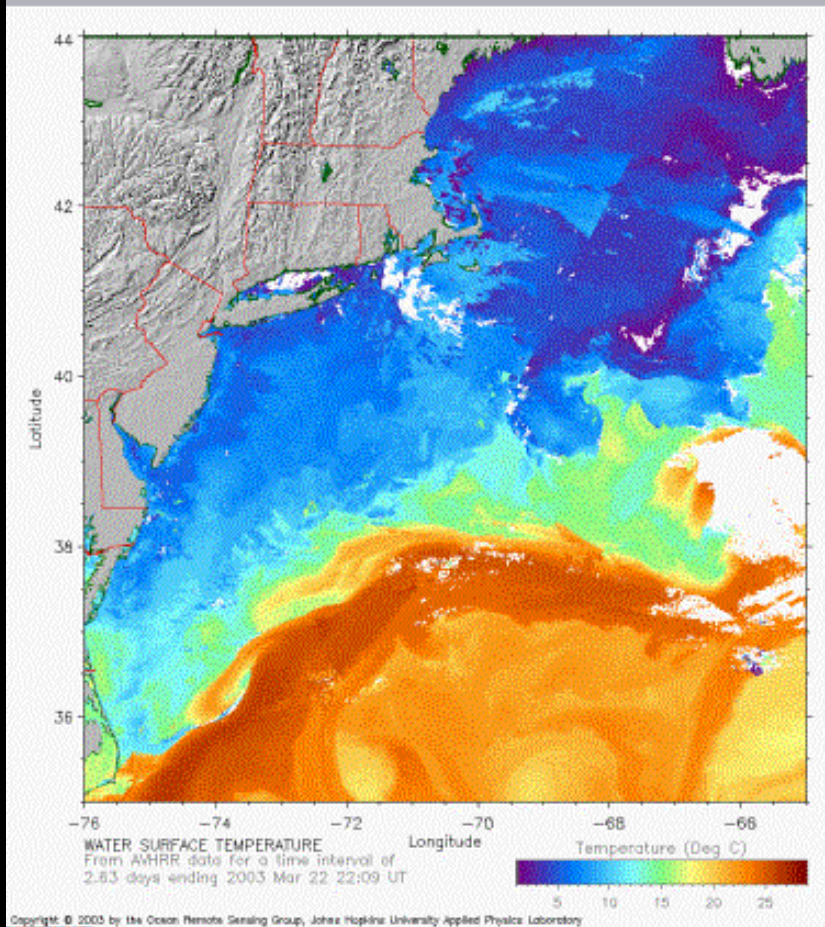 44
42
40
38
36
Latitude
-76
-74
-72
-70
-68
-66
Longitude
WATER SURFACE TEMPERATURE
From AVHRR data for a time interval of
2.63 days ending 2003 Mar 22 22:09 UT
Temperature (Deg C)
5 10 15 20 25
Copyright © 2003 by the Ocean Remote Sensing Group, Johns Hopkins University Applied Physics Laboratory